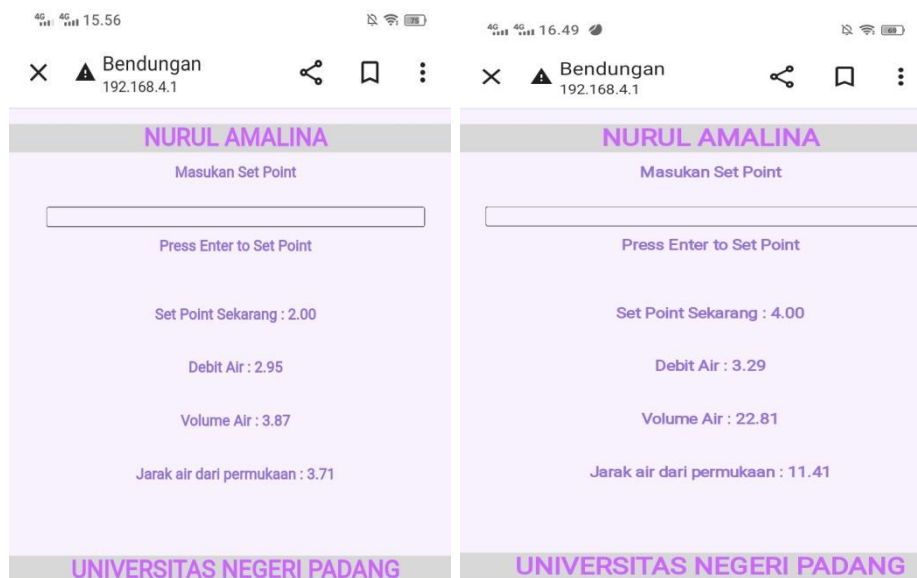 4G 4G 15.56
75
Bendungan
192.168.4.1
NURUL AMALINA
Masukan Set Point
Press Enter to Set Point
Set Point Sekarang : 2.00
Debit Air : 2.95
Volume Air : 3.87
Jarak air dari permukaan : 3.71
UNIVERSITAS NEGERI PADANG
4G 4G 16.49
69
Bendungan
192.168.4.1
NURUL AMALINA
Masukan Set Point
Press Enter to Set Point
Set Point Sekarang : 4.00
Debit Air : 3.29
Volume Air : 22.81
Jarak air dari permukaan : 11.41
UNIVERSITAS NEGERI PADANG